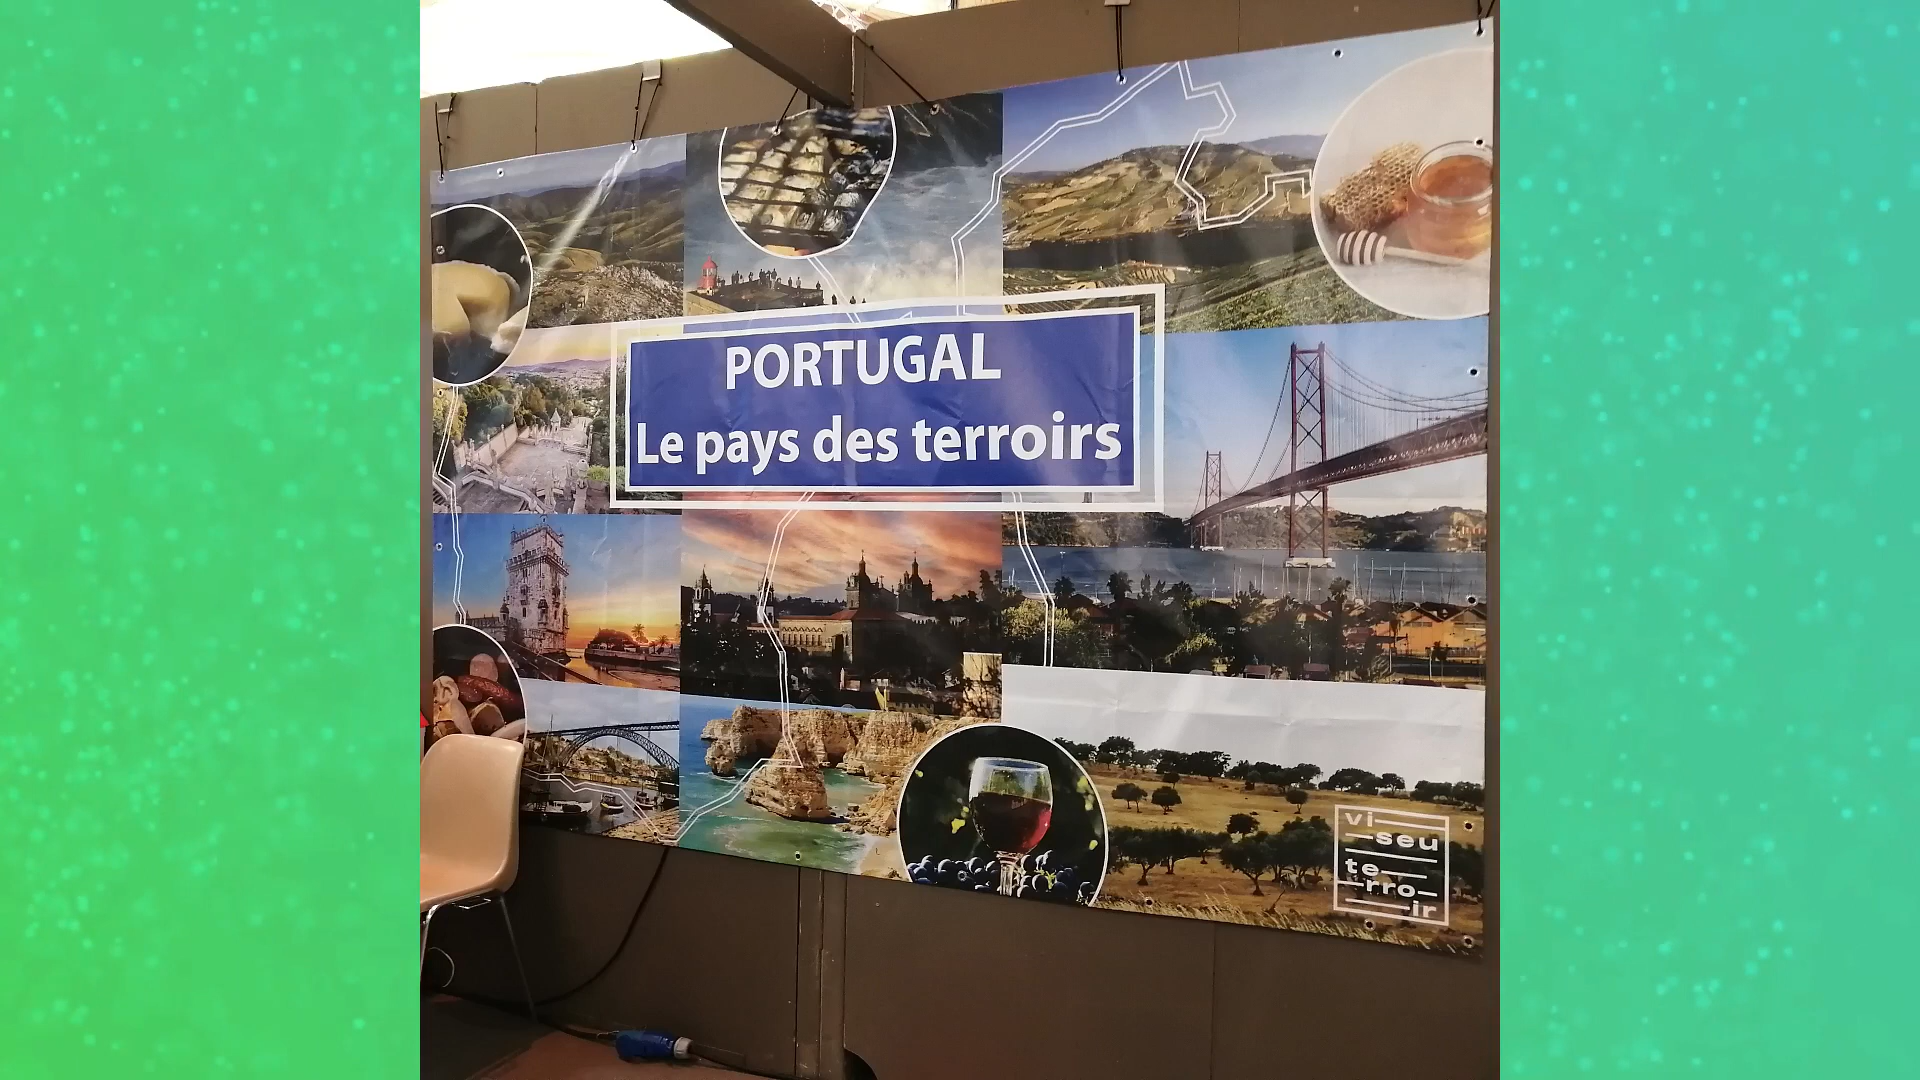 PORTUGAL
Le pays des terroirs
vi
seu
te
rro
ir